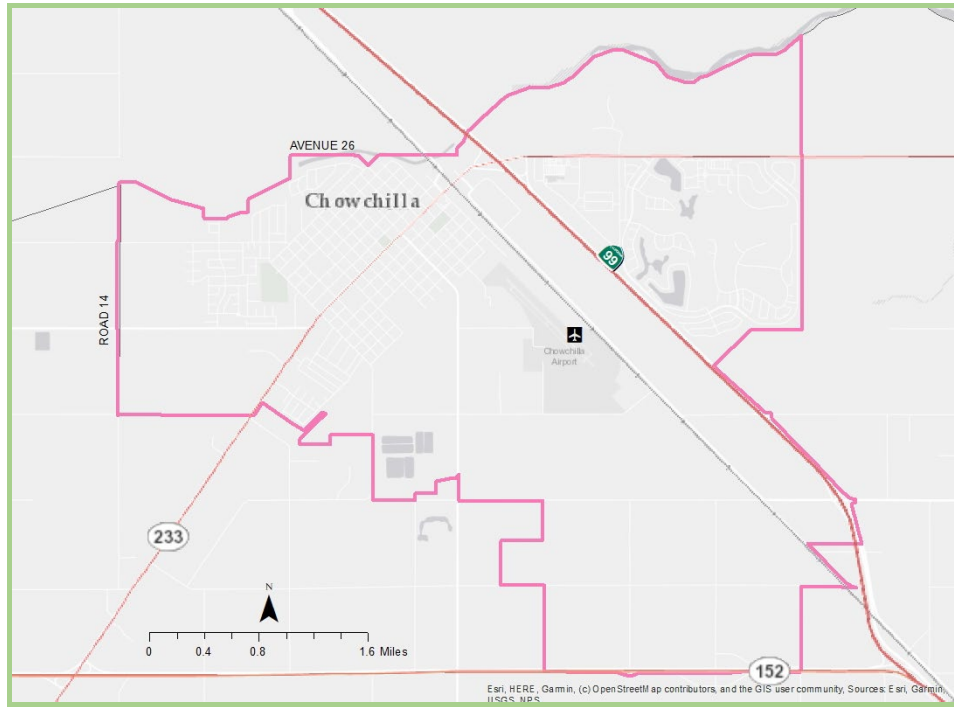 AVENUE 26
Chowchilla
99
ROAD 14
Chowchilla
Airport
233
N
0 0.4 0.8 1.6 Miles
152
Esri, HERE, Garmin, (c) OpenStreetMap contributors, and the GIS user community, Sources: Esri, Garmin,
USGS, NPS